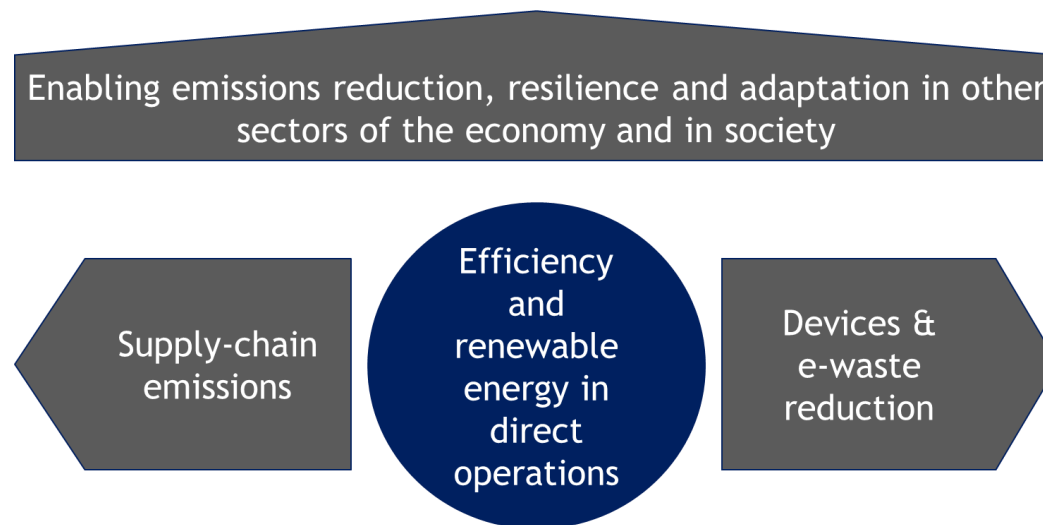 Enabling emissions reduction, resilience and adaptation in other
sectors of the economy and in society
Supply-chain
emissions
Efficiency
and
renewable
energy in
direct
operations
Devices &
e-waste
reduction